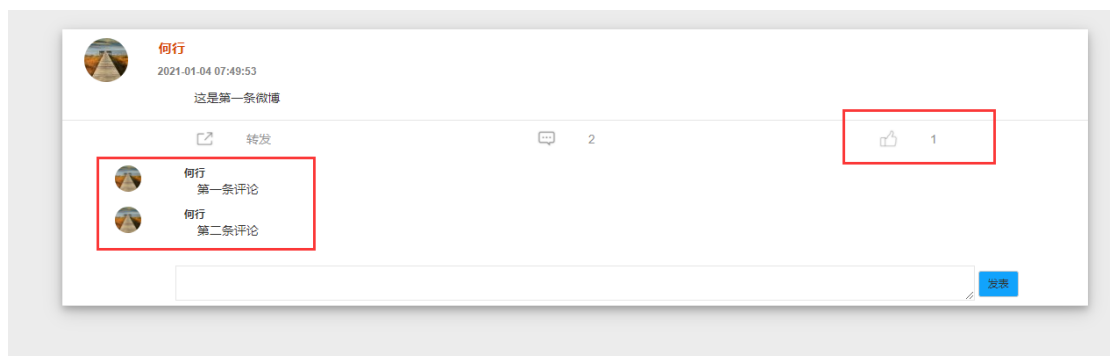 何行
2021-01-04 07:49:53
这是第一条微博
转发 2 1
何行
第一条评论
何行
第二条评论
发表